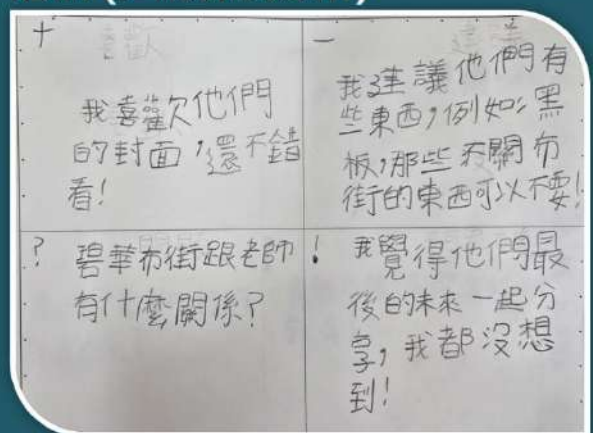 +
我喜歡他們
的封面，還不錯
看！
－
我建議他們有
些東西，例如：黑
板，那些不關布
街的東西可以不要！
?
碧華布街跟老師
有什麼關係？
!
我覺得他們最
後的未來一起分
享，我都沒想
到！